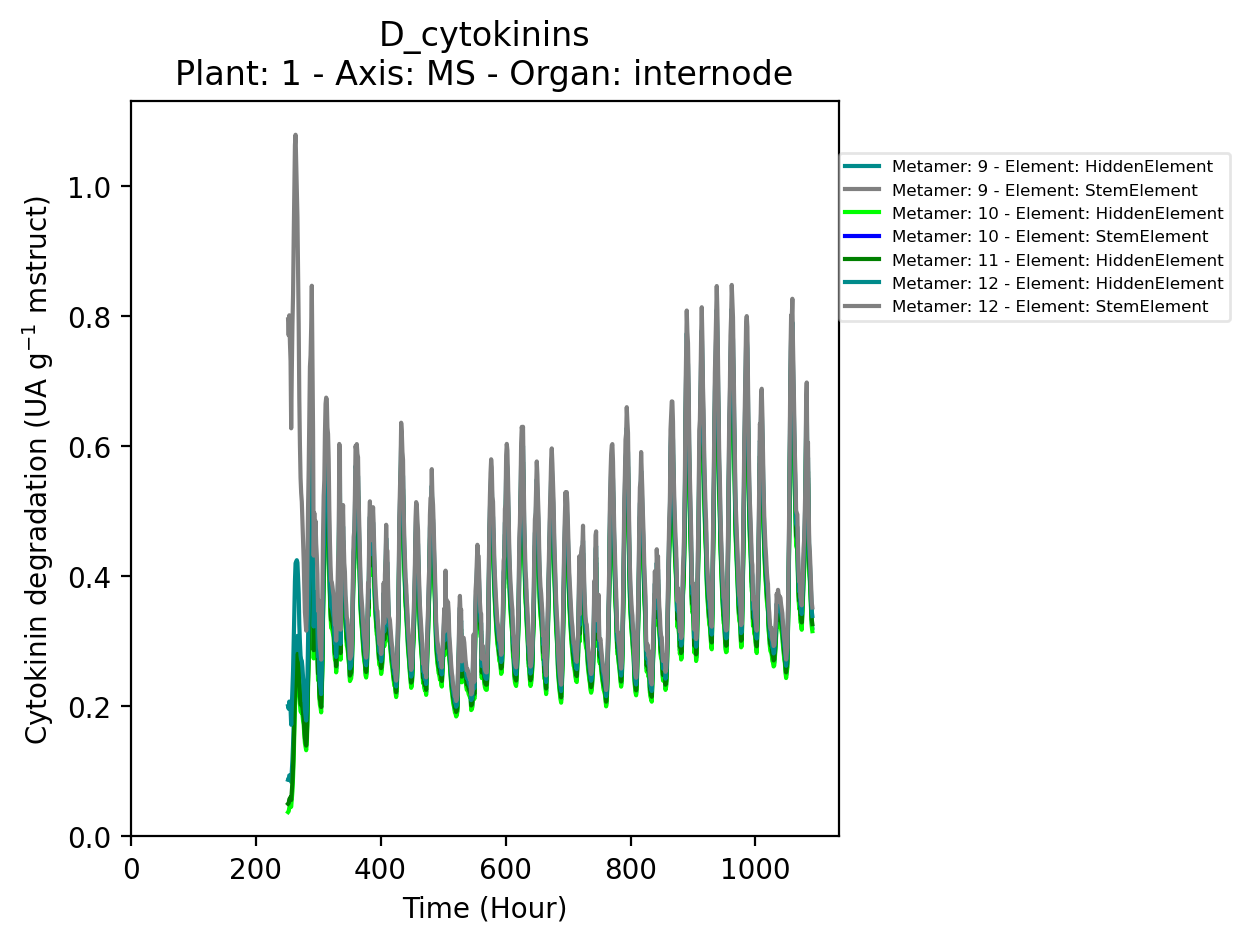 D_cytokinins
Plant: 1 - Axis: MS - Organ: internode
Cytokinin degradation (UA g⁻¹ mstruct)
1.0
0.8
0.6
0.4
0.2
0.0
0 200 400 600 800 1000
Time (Hour)
Metamer: 9 - Element: HiddenElement
Metamer: 9 - Element: StemElement
Metamer: 10 - Element: HiddenElement
Metamer: 10 - Element: StemElement
Metamer: 11 - Element: HiddenElement
Metamer: 12 - Element: HiddenElement
Metamer: 12 - Element: StemElement